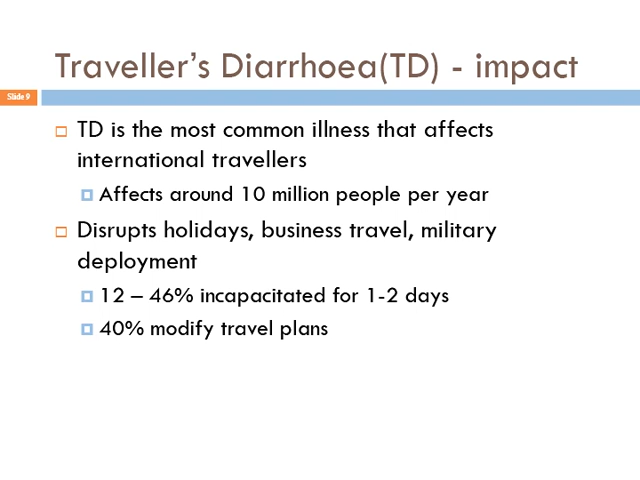 Traveller's Diarrhoea(TD) - impact
Slide 9
TD is the most common illness that affects
international travellers
Affects around 10 million people per year
Disrupts holidays, business travel, military
deployment
12 – 46% incapacitated for 1-2 days
40% modify travel plans